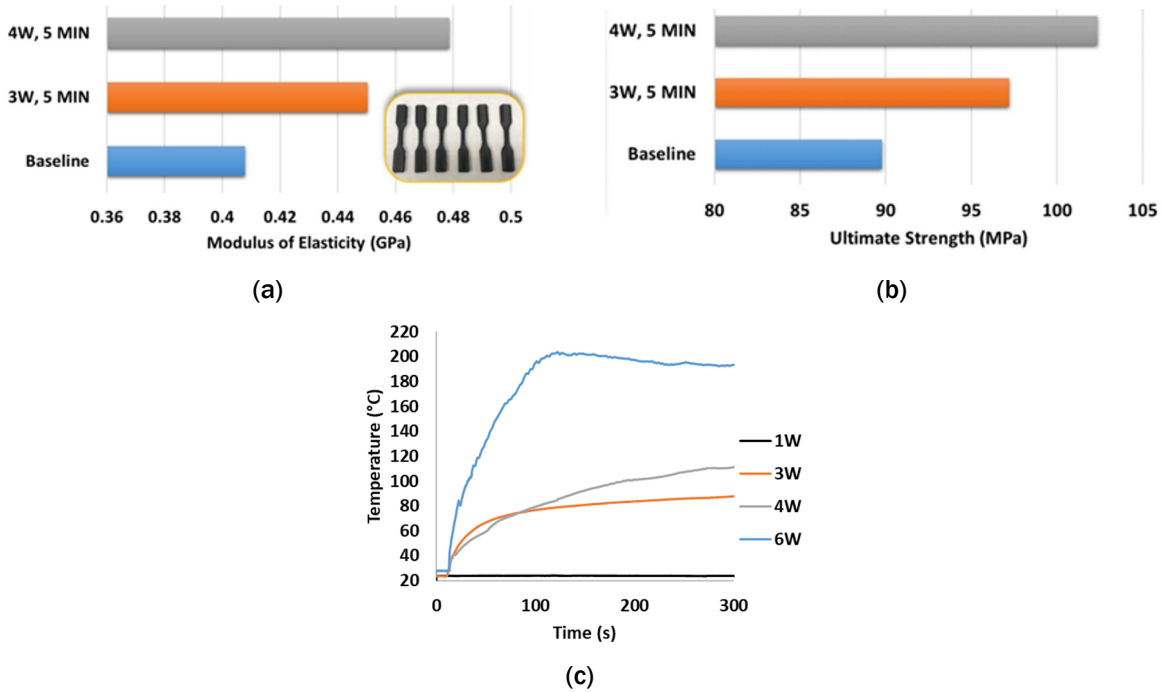 4W, 5 MIN
3W, 5 MIN
Baseline
0.36 0.38 0.4 0.42 0.44 0.46 0.48 0.5
Modulus of Elasticity (GPa)
(a)
4W, 5 MIN
3W, 5 MIN
Baseline
80 85 90 95 100 105
Ultimate Strength (MPa)
(b)
220
200
180
160
140
120
100
80
60
40
20
Temperature (°C)
0 100 200 300
Time (s)
1W
3W
4W
6W
(c)